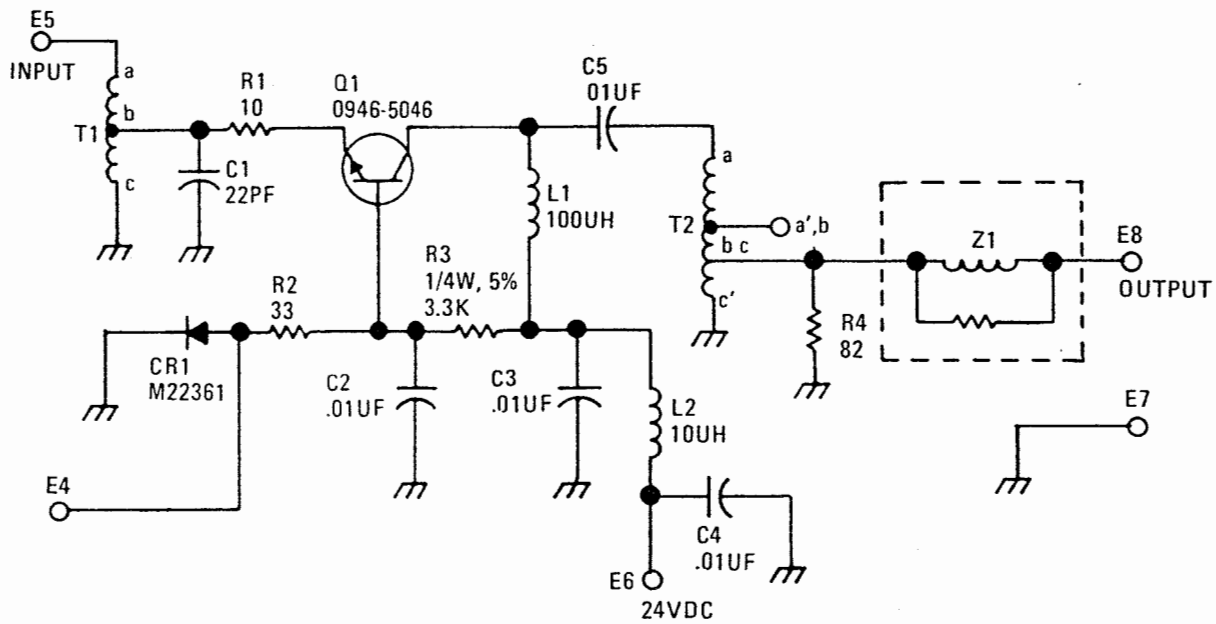 E5
INPUT
a
b
T1
c
R1
10
C1
22PF
Q1
0946-5046
C5
.01UF
L1
100UH
a
T2
a',b
b c
c'
Z1
E8
OUTPUT
R4
82
E7
R3
1/4W, 5%
3.3K
R2
33
CR1
M22361
C2
.01UF
C3
.01UF
L2
10UH
E4
C4
.01UF
E6
24VDC